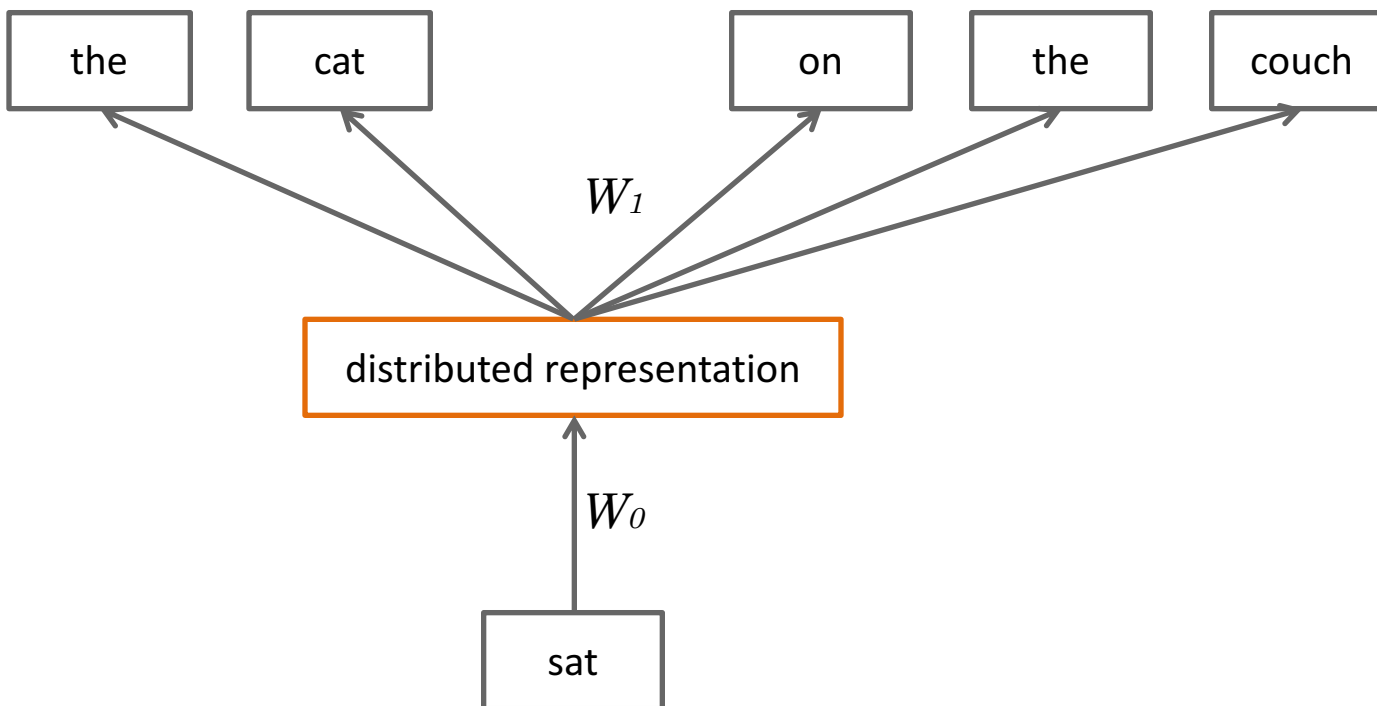 the cat on the couch
W1
distributed representation
W0
sat